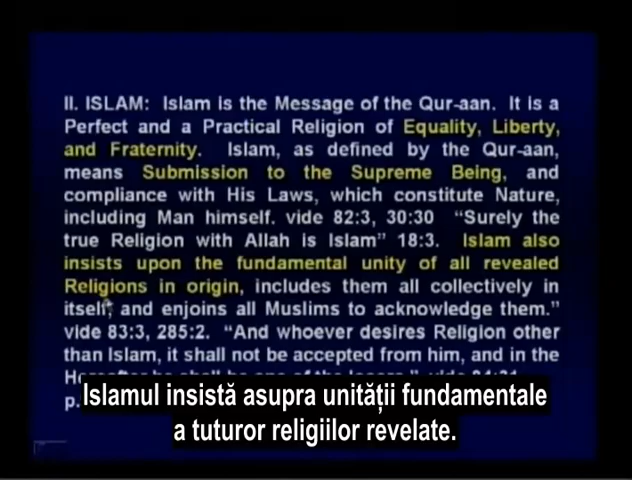 II. ISLAM: Islam is the Message of the Qur-aan. It is a
Perfect and a Practical Religion of Equality, Liberty,
and Fraternity. Islam, as defined by the Qur-aan,
means Submission to the Supreme Being, and
compliance with His Laws, which constitute Nature,
including Man himself. vide 82:3, 30:30 "Surely the
true Religion with Allah is Islam" 18:3. Islam also
insists upon the fundamental unity of all revealed
Religions in origin, includes them all collectively in
itself, and enjoins all Muslims to acknowledge them."
vide 83:3, 285:2. "And whoever desires Religion other
than Islam, it shall not be accepted from him, and in the
p.
Islamul insistă asupra unității fundamentale
a tuturor religiilor revelate.